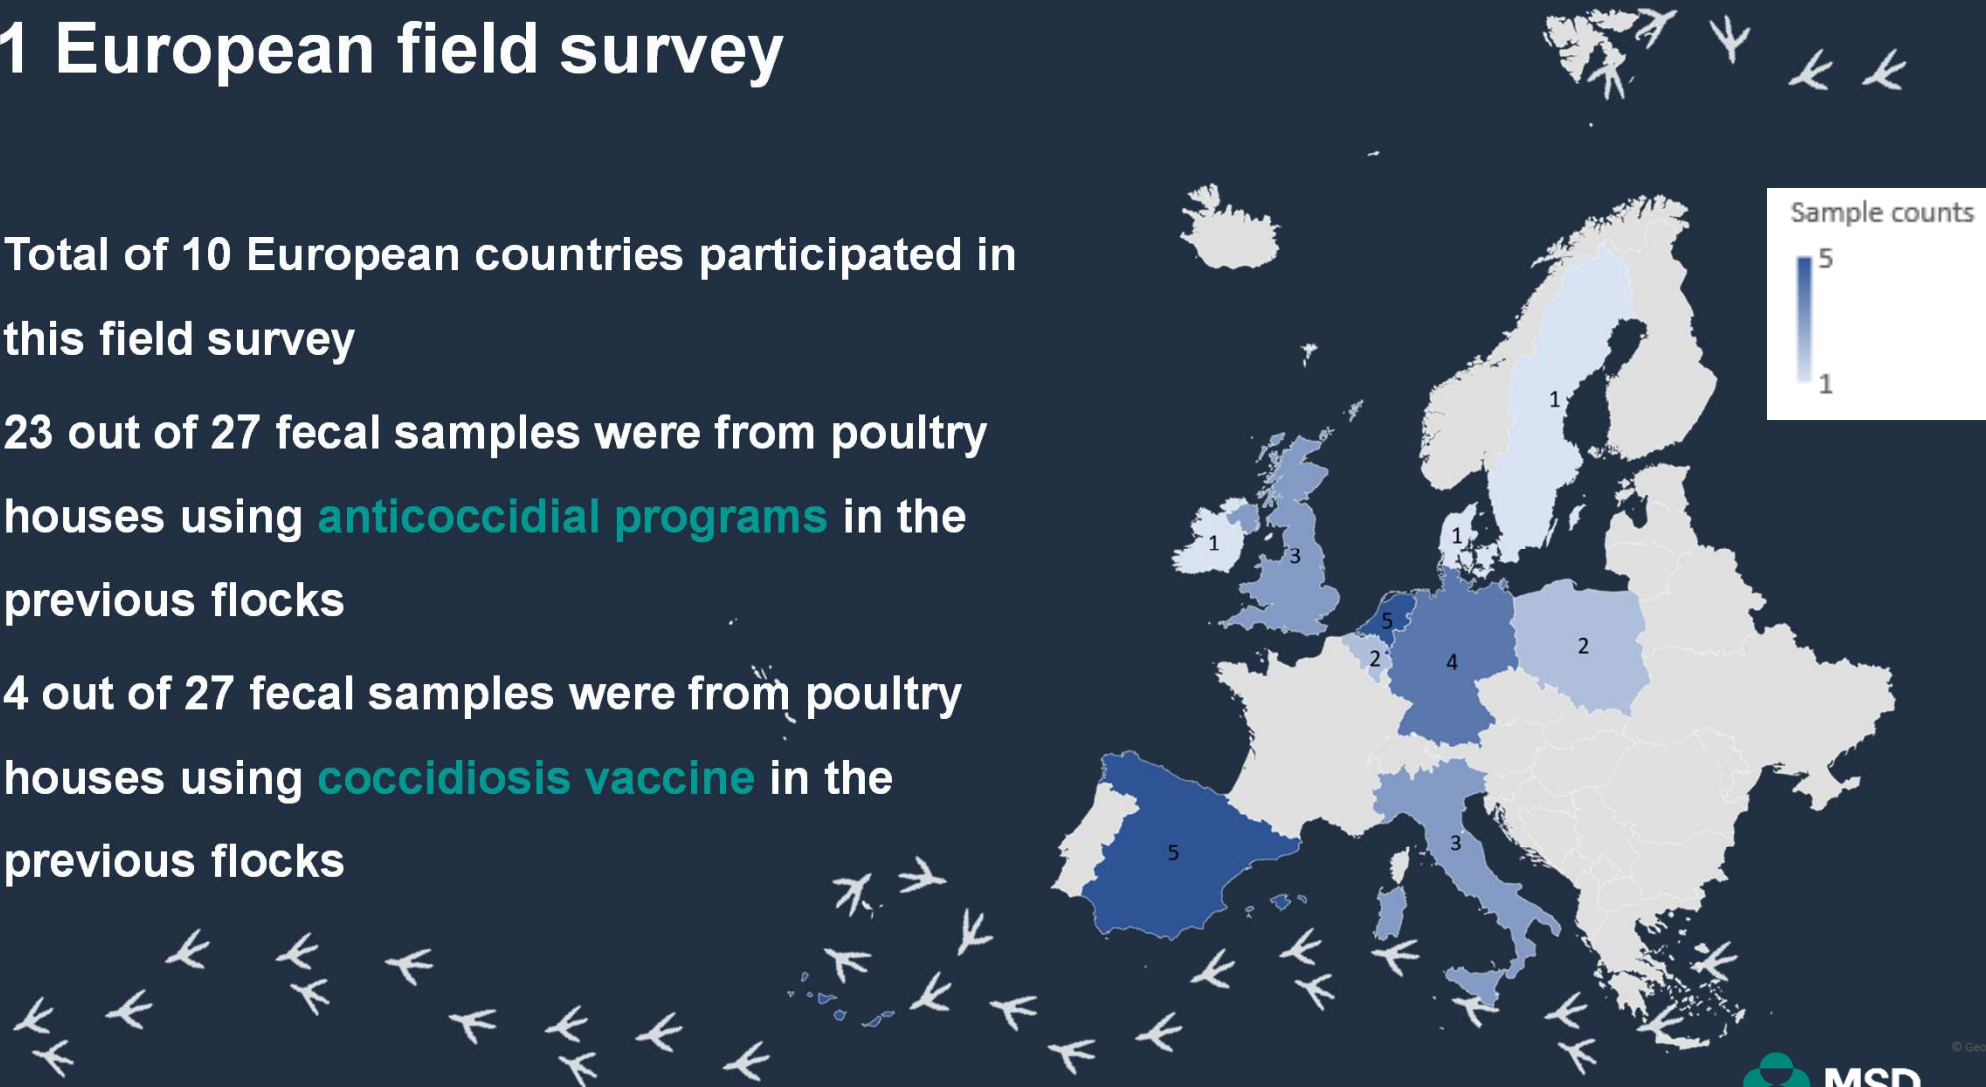 1 European field survey
Total of 10 European countries participated in
this field survey
23 out of 27 fecal samples were from poultry
houses using anticoccidial programs in the
previous flocks
4 out of 27 fecal samples were from poultry
houses using coccidiosis vaccine in the
previous flocks
Sample counts
5
1
1
1
1
3
5
2
4
2
5
3
MSD